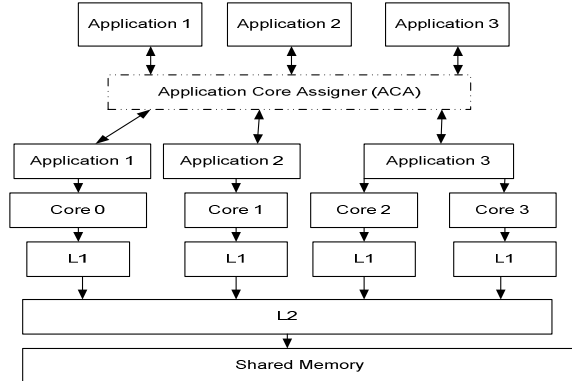 Application 1 Application 2 Application 3
Application Core Assigner (ACA)
Application 1 Application 2 Application 3
Core 0 Core 1 Core 2 Core 3
L1 L1 L1 L1
L2
Shared Memory